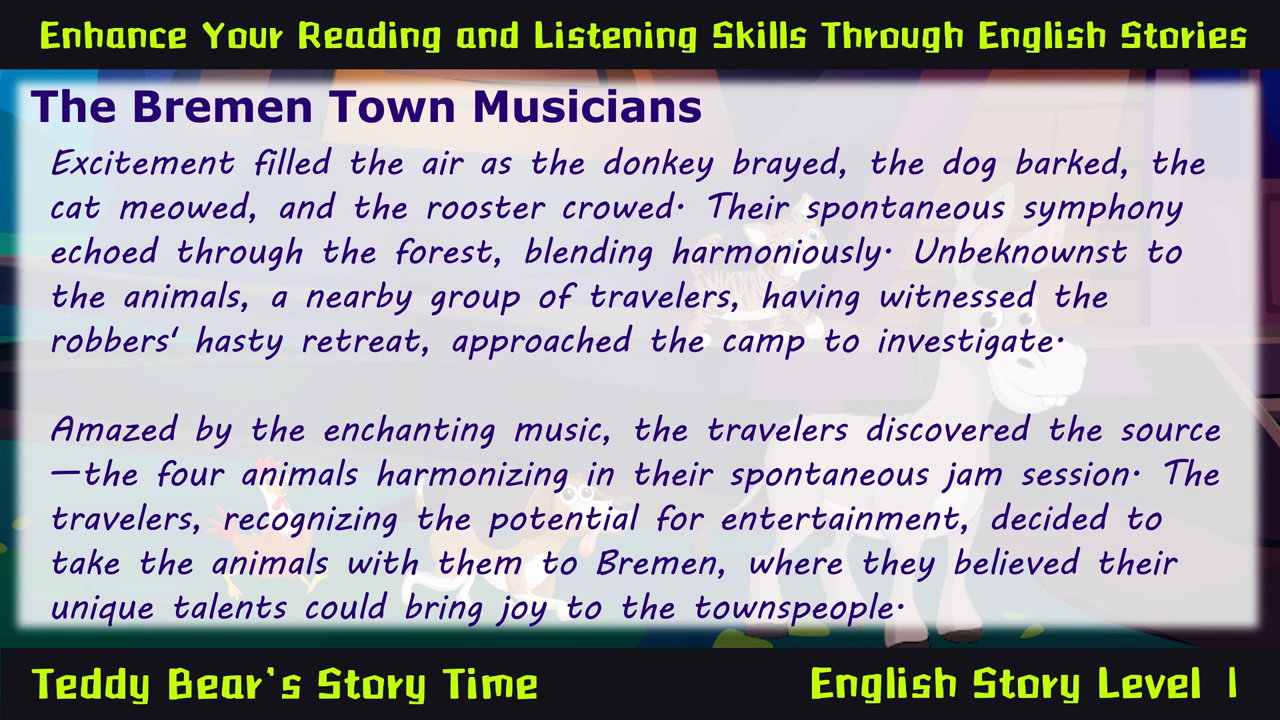 Enhance Your Reading and Listening Skills Through English Stories
The Bremen Town Musicians
Excitement filled the air as the donkey brayed, the dog barked, the
cat meowed, and the rooster crowed. Their spontaneous symphony
echoed through the forest, blending harmoniously. Unbeknownst to
the animals, a nearby group of travelers, having witnessed the
robbers' hasty retreat, approached the camp to investigate.
Amazed by the enchanting music, the travelers discovered the source
—the four animals harmonizing in their spontaneous jam session. The
travelers, recognizing the potential for entertainment, decided to
take the animals with them to Bremen, where they believed their
unique talents could bring joy to the townspeople.
Teddy Bear's Story Time
English Story Level 1